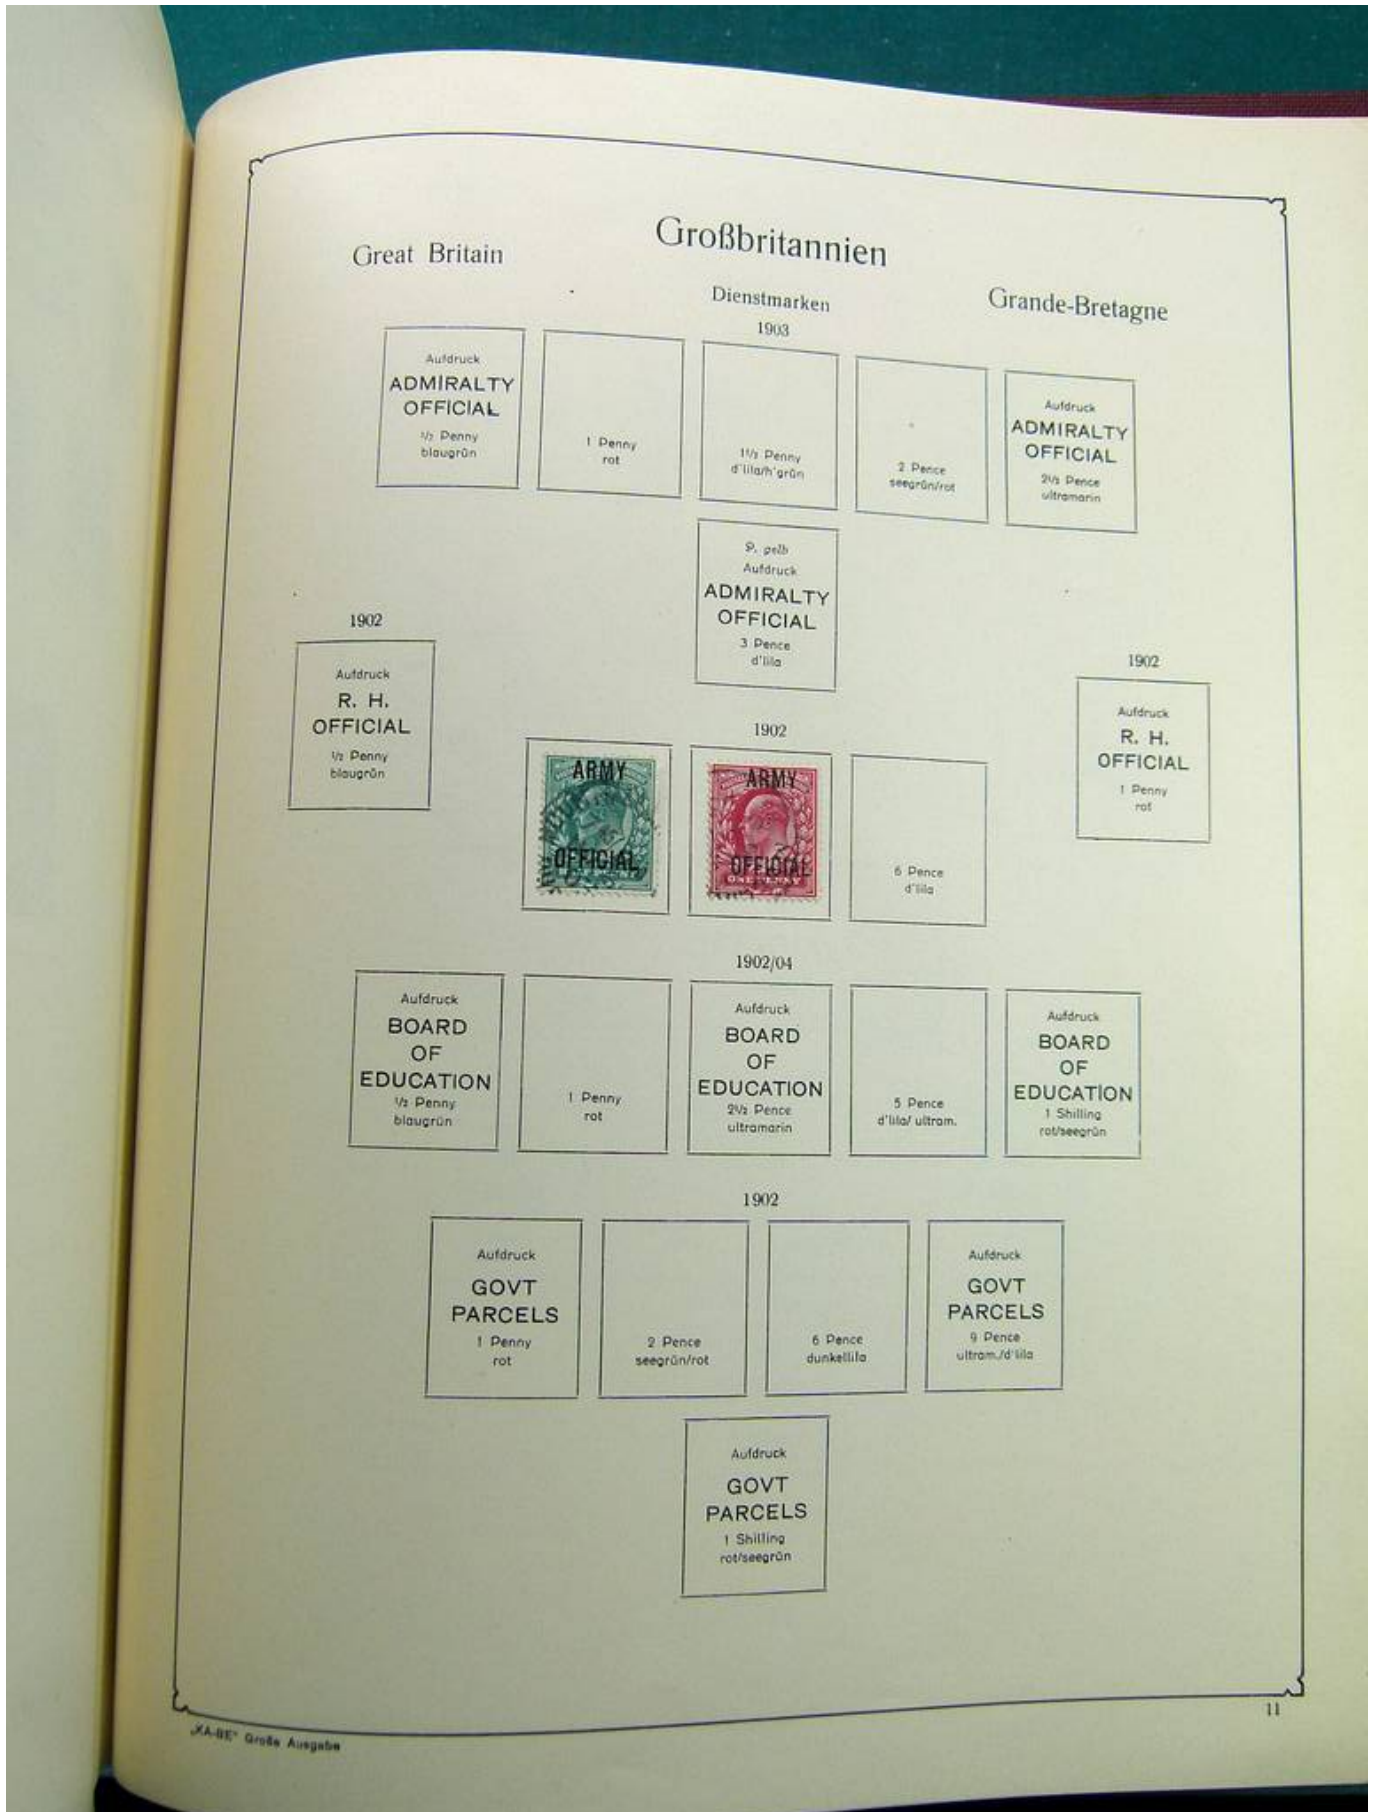 Großbritannien
Great Britain
Grande-Bretagne
Dienstmarken
1903
Aufdruck
ADMIRALTY
OFFICIAL
½ Penny
blaugrün
1 Penny
rot
1½ Penny
d'lila/h'grün
2 Pence
seegrün/rot
Aufdruck
ADMIRALTY
OFFICIAL
2½ Pence
ultramarin
P. gelb
Aufdruck
ADMIRALTY
OFFICIAL
3 Pence
d'lila
1902
Aufdruck
R. H.
OFFICIAL
½ Penny
blaugrün
1902
Aufdruck
R. H.
OFFICIAL
1 Penny
rot
1902
ARMY
OFFICIAL
ARMY
OFFICIAL
ONE PENNY
6 Pence
d'lila
1902/04
Aufdruck
BOARD
OF
EDUCATION
½ Penny
blaugrün
1 Penny
rot
Aufdruck
BOARD
OF
EDUCATION
2½ Pence
ultramarin
5 Pence
d'lila/ ultram.
Aufdruck
BOARD
OF
EDUCATION
1 Shilling
rot/seegrün
1902
Aufdruck
GOVT
PARCELS
1 Penny
rot
2 Pence
seegrün/rot
6 Pence
dunkellila
Aufdruck
GOVT
PARCELS
9 Pence
ultram./d'lila
Aufdruck
GOVT
PARCELS
1 Shilling
rot/seegrün
„KA-BE" Große Ausgabe
11